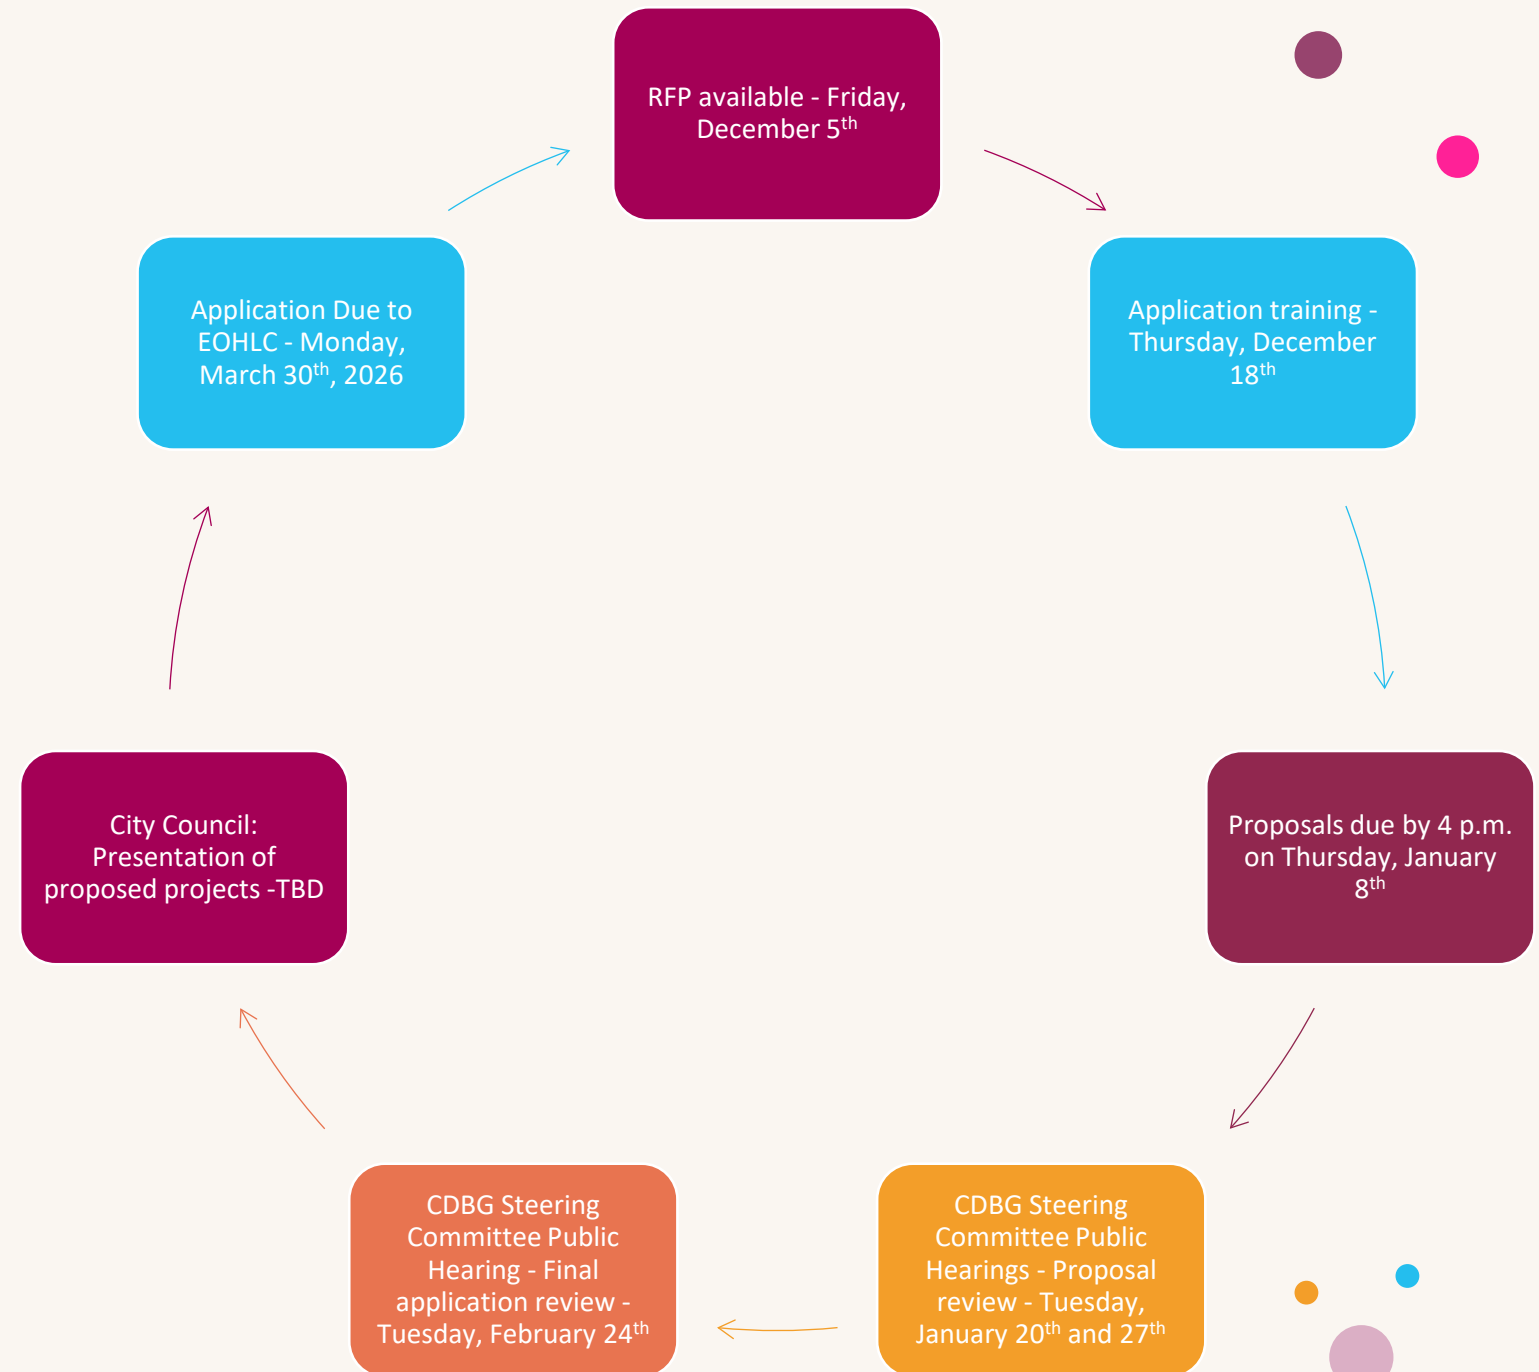 RFP available - Friday,
December 5th
Application training -
Thursday, December
18th
Proposals due by 4 p.m.
on Thursday, January
8th
CDBG Steering
Committee Public
Hearings - Proposal
review - Tuesday,
January 20th and 27th
CDBG Steering
Committee Public
Hearing - Final
application review -
Tuesday, February 24th
City Council:
Presentation of
proposed projects -TBD
Application Due to
EOHLC - Monday,
March 30th, 2026